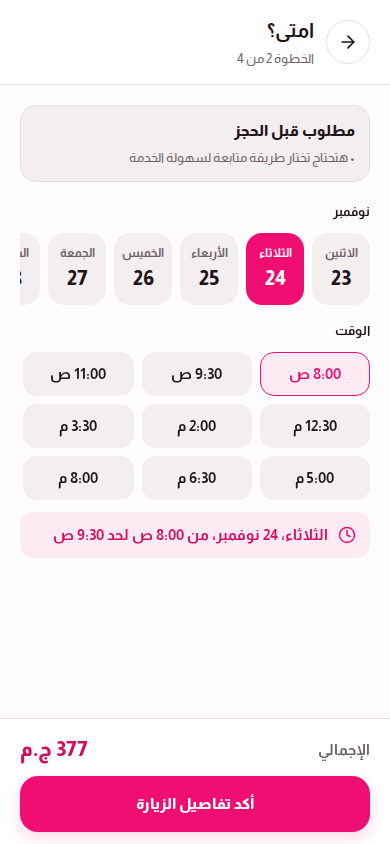 امتى؟
الخطوة 2 من 4
مطلوب قبل الحجز
• هتحتاج تختار طريقة متابعة لسهولة الخدمة
نوفمبر
الاثنين الثلاثاء الأربعاء الخميس الجمعة
23 24 25 26 27
الوقت
8:00 ص 9:30 ص 11:00 ص
12:30 م 2:00 م 3:30 م
5:00 م 6:30 م 8:00 م
الثلاثاء، 24 نوفمبر، من 8:00 ص لحد 9:30 ص
الإجمالي 377 ج.م
أكد تفاصيل الزيارة